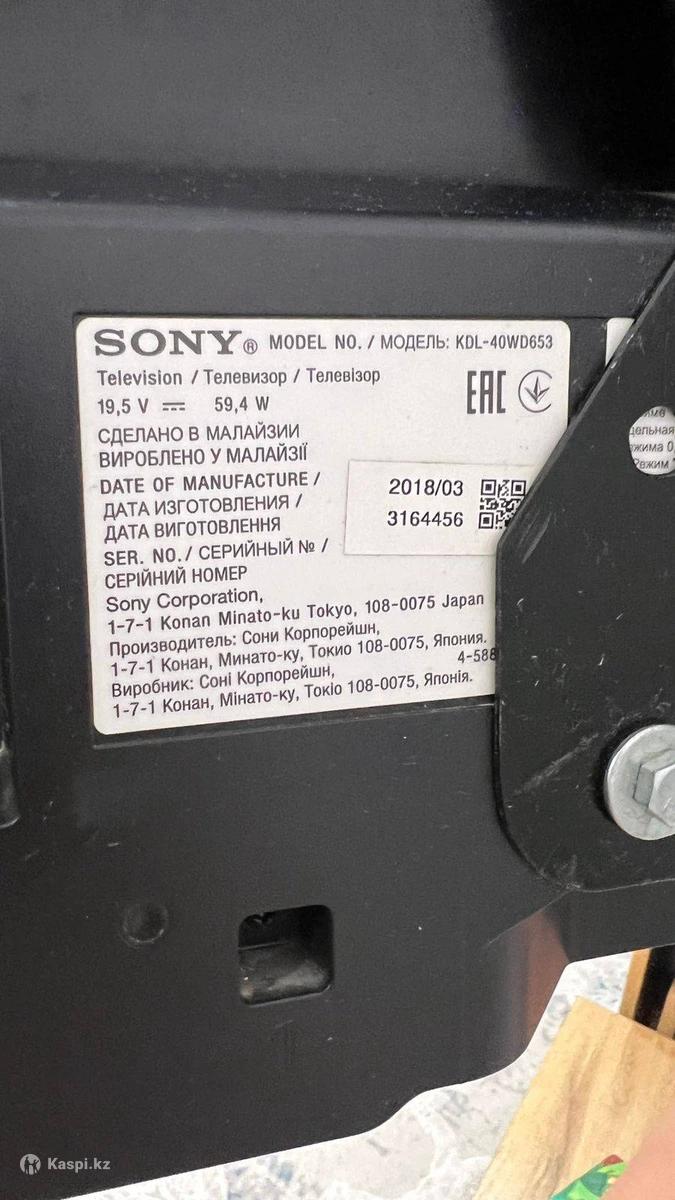 SONY® MODEL NO. / МОДЕЛЬ: KDL-40WD653
Television / Телевизор / Телевізор
19,5 V 59,4 W
EAC
СДЕЛАНО В МАЛАЙЗИИ
ВИРОБЛЕНО У МАЛАЙЗІЇ
DATE OF MANUFACTURE /
ДАТА ИЗГОТОВЛЕНИЯ /
ДАТА ВИГОТОВЛЕННЯ
2018/03
3164456
SER. NO. / СЕРИЙНЫЙ № /
СЕРІЙНИЙ НОМЕР
Sony Corporation,
1-7-1 Konan Minato-ku Tokyo, 108-0075 Japan
Производитель: Сони Корпорейшн,
1-7-1 Конан, Минато-ку, Токио 108-0075, Япония.
4-588
Виробник: Соні Корпорейшн,
1-7-1 Конан, Мінато-ку, Токіо 108-0075, Японія.
Kaspi.kz